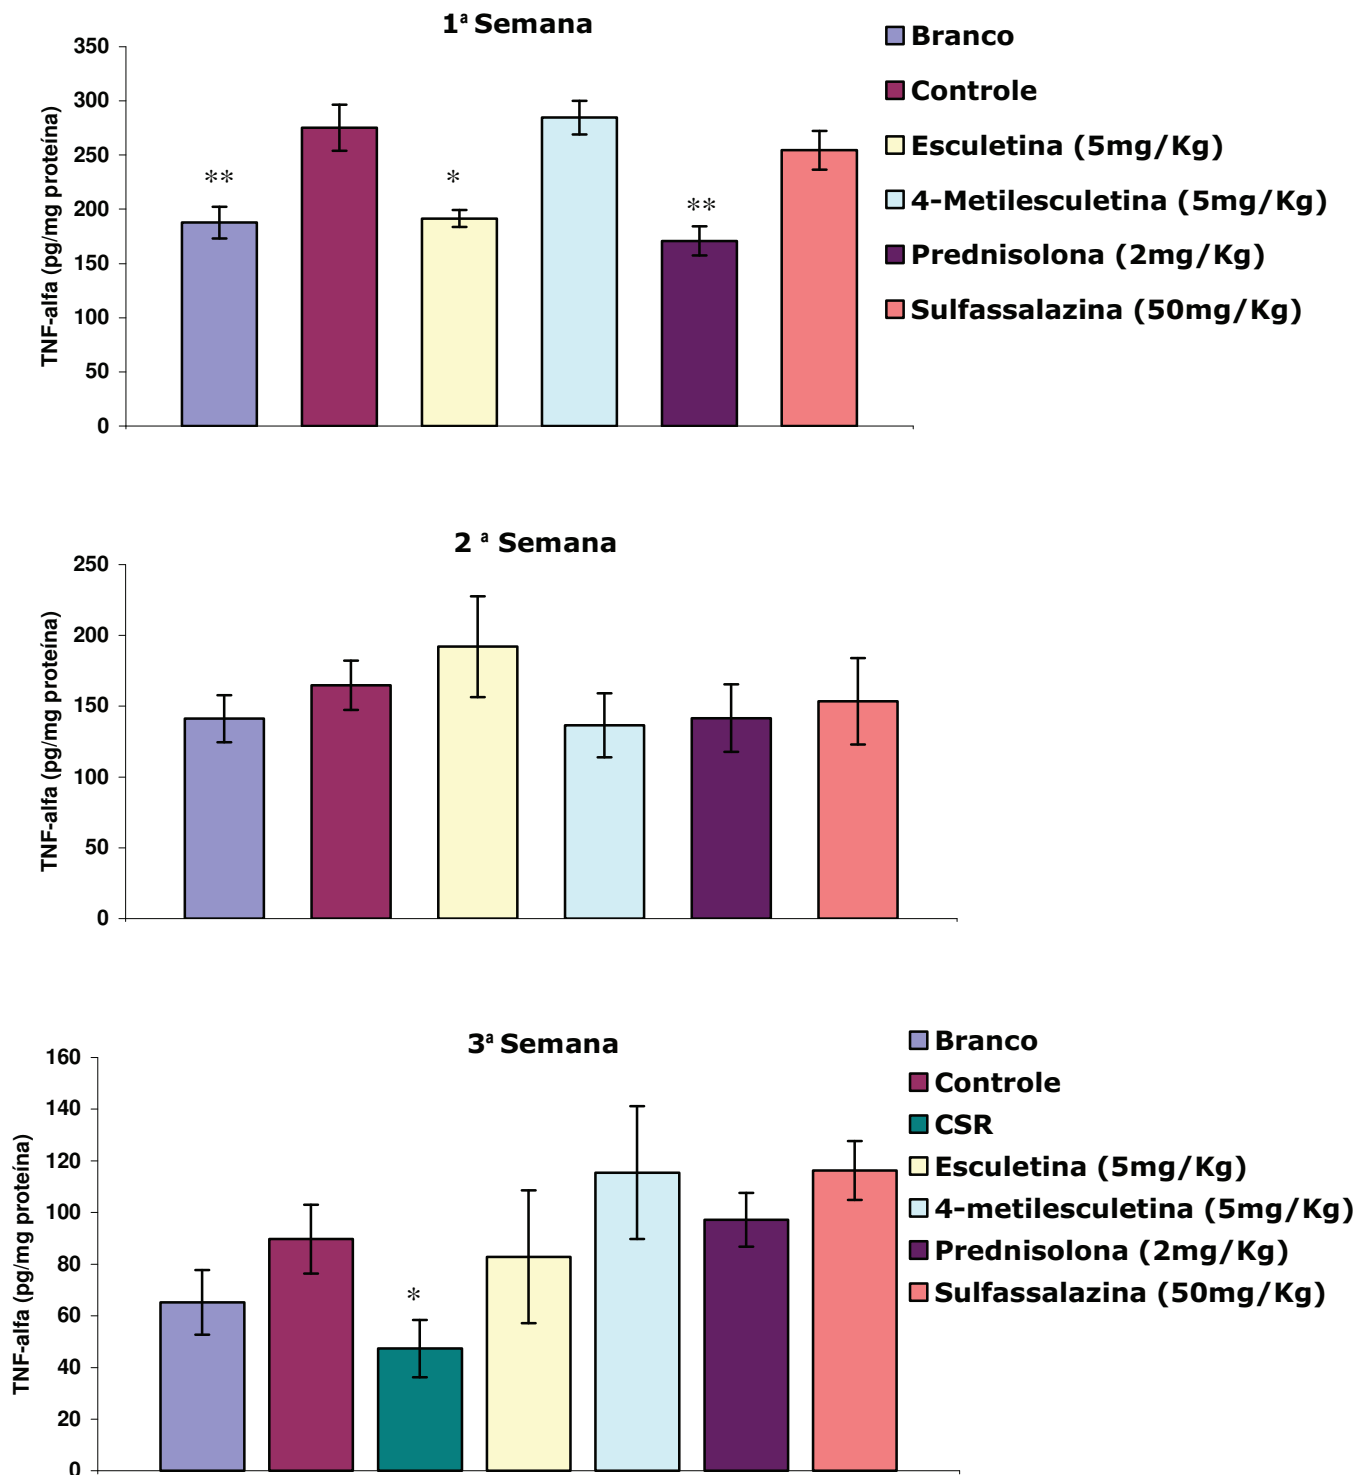 1ª Semana
TNF-alfa (pg/mg proteína)
350
300
250
200
150
100
50
0
**
*
**
Branco
Controle
Esculetina (5mg/Kg)
4-Metilesculetina (5mg/Kg)
Prednisolona (2mg/Kg)
Sulfassalazina (50mg/Kg)
2 ª Semana
TNF-alfa (pg/mg proteína)
250
200
150
100
50
0
3ª Semana
TNF-alfa (pg/mg proteína)
160
140
120
100
80
60
40
20
0
*
Branco
Controle
CSR
Esculetina (5mg/Kg)
4-metilesculetina (5mg/Kg)
Prednisolona (2mg/Kg)
Sulfassalazina (50mg/Kg)